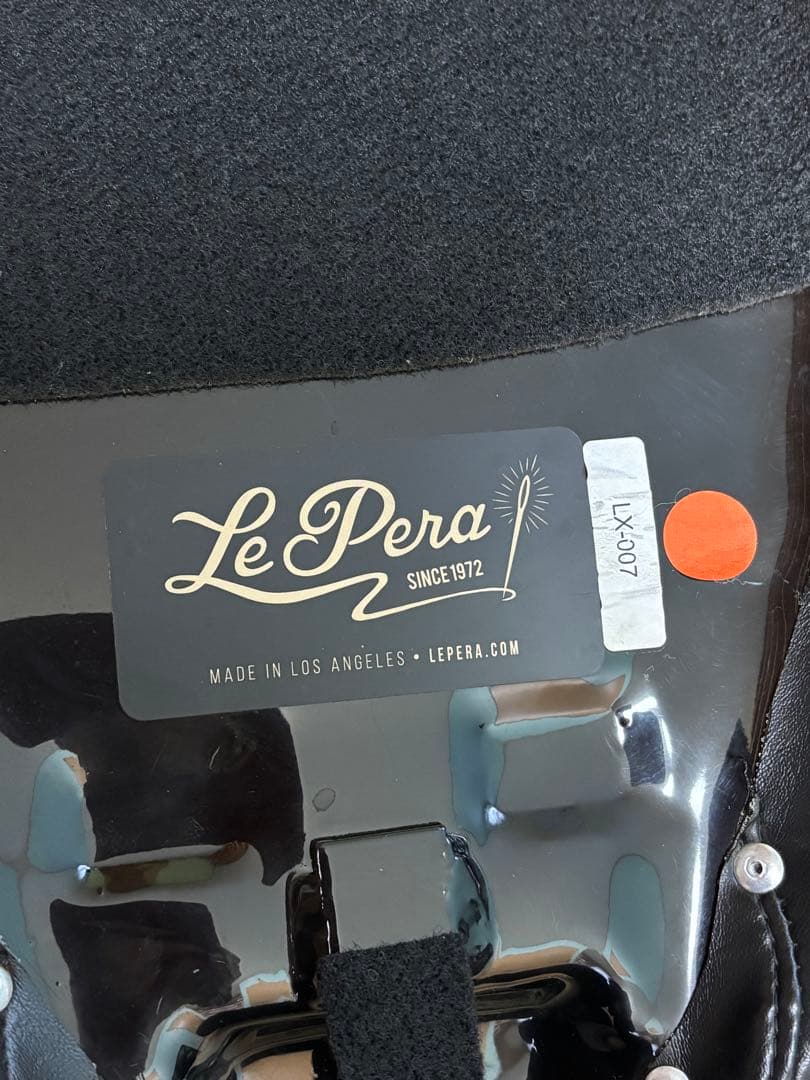 Le Pera
SINCE 1972
MADE IN LOS ANGELES • LEPERA.COM
LX-007